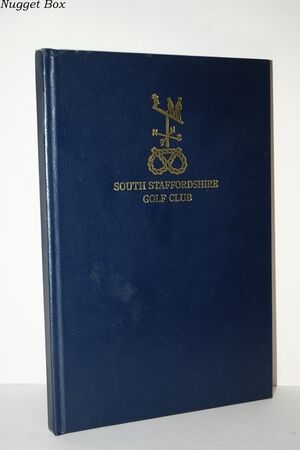 Nugget Box
SOUTH STAFFORDSHIRE
GOLF CLUB